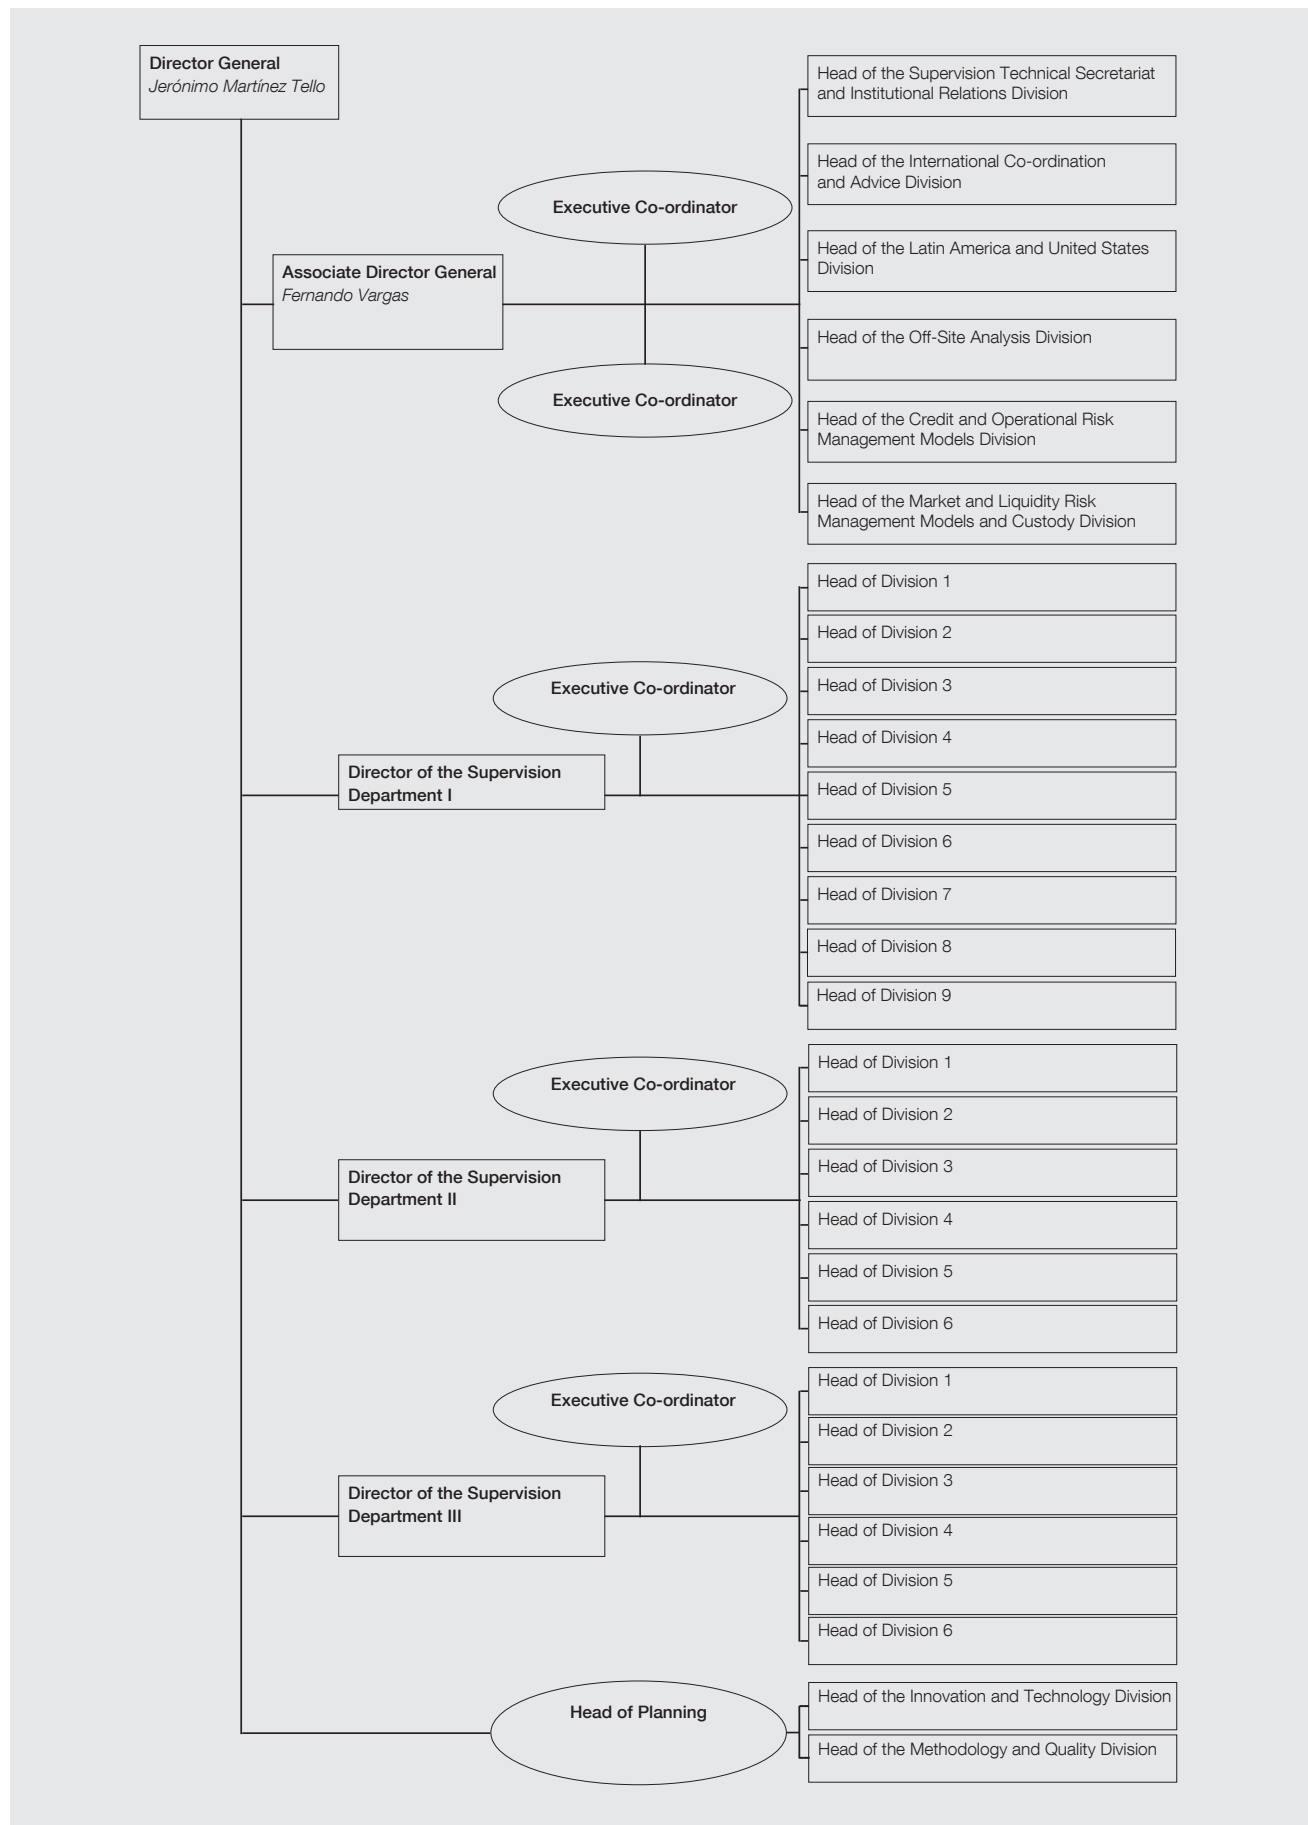 Director General
Jerónimo Martínez Tello
Head of the Supervision Technical Secretariat
and Institutional Relations Division
Head of the International Co-ordination
and Advice Division
Executive Co-ordinator
Head of the Latin America and United States
Division
Associate Director General
Fernando Vargas
Head of the Off-Site Analysis Division
Executive Co-ordinator
Head of the Credit and Operational Risk
Management Models Division
Head of the Market and Liquidity Risk
Management Models and Custody Division
Head of Division 1
Head of Division 2
Executive Co-ordinator
Head of Division 3
Head of Division 4
Director of the Supervision
Department I
Head of Division 5
Head of Division 6
Head of Division 7
Head of Division 8
Head of Division 9
Head of Division 1
Executive Co-ordinator
Head of Division 2
Head of Division 3
Director of the Supervision
Department II
Head of Division 4
Head of Division 5
Head of Division 6
Head of Division 1
Executive Co-ordinator
Head of Division 2
Head of Division 3
Director of the Supervision
Department III
Head of Division 4
Head of Division 5
Head of Division 6
Head of Planning
Head of the Innovation and Technology Division
Head of the Methodology and Quality Division